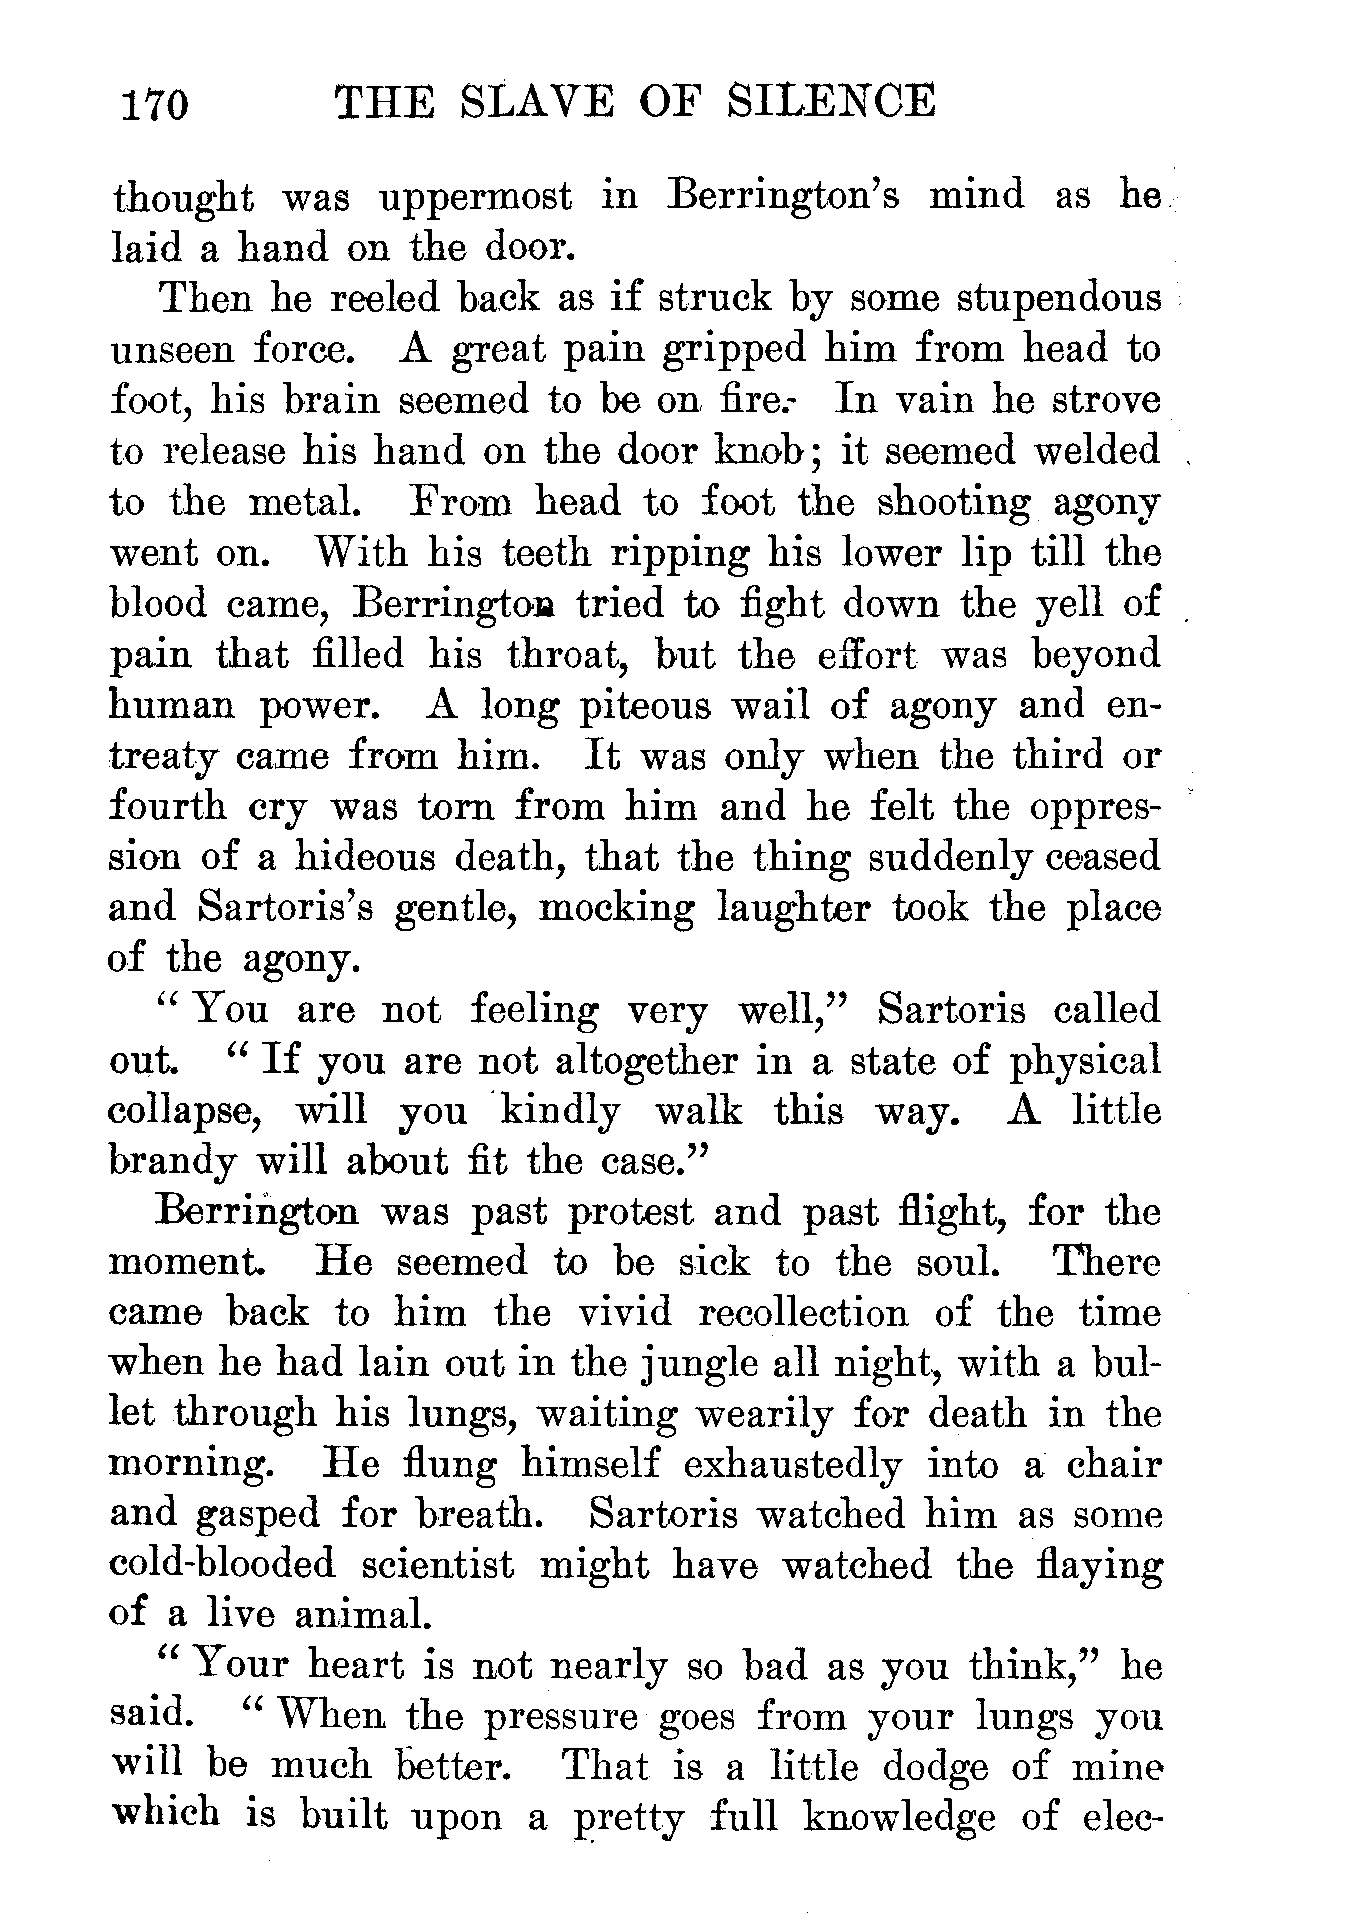 170 THE SLAVE OF SILENCE
thought was uppermost in Berrington's mind as he
laid a hand on the door.
Then he reeled back as if struck by some stupendous
unseen force. A great pain gripped him from head to
foot, his brain seemed to be on fire. In vain he strove
to release his hand on the door knob; it seemed welded
to the metal. From head to foot the shooting agony
went on. With his teeth ripping his lower lip till the
blood came, Berrington tried to fight down the yell of
pain that filled his throat, but the effort was beyond
human power. A long piteous wail of agony and en-
treaty came from him. It was only when the third or
fourth cry was torn from him and he felt the oppres-
sion of a hideous death, that the thing suddenly ceased
and Sartoris's gentle, mocking laughter took the place
of the agony.
"You are not feeling very well," Sartoris called
out. "If you are not altogether in a state of physical
collapse, will you kindly walk this way. A little
brandy will about fit the case."
Berrington was past protest and past flight, for the
moment. He seemed to be sick to the soul. There
came back to him the vivid recollection of the time
when he had lain out in the jungle all night, with a bul-
let through his lungs, waiting wearily for death in the
morning. He flung himself exhaustedly into a chair
and gasped for breath. Sartoris watched him as some
cold-blooded scientist might have watched the flaying
of a live animal.
"Your heart is not nearly so bad as you think," he
said. "When the pressure goes from your lungs you
will be much better. That is a little dodge of mine
which is built upon a pretty full knowledge of elec-